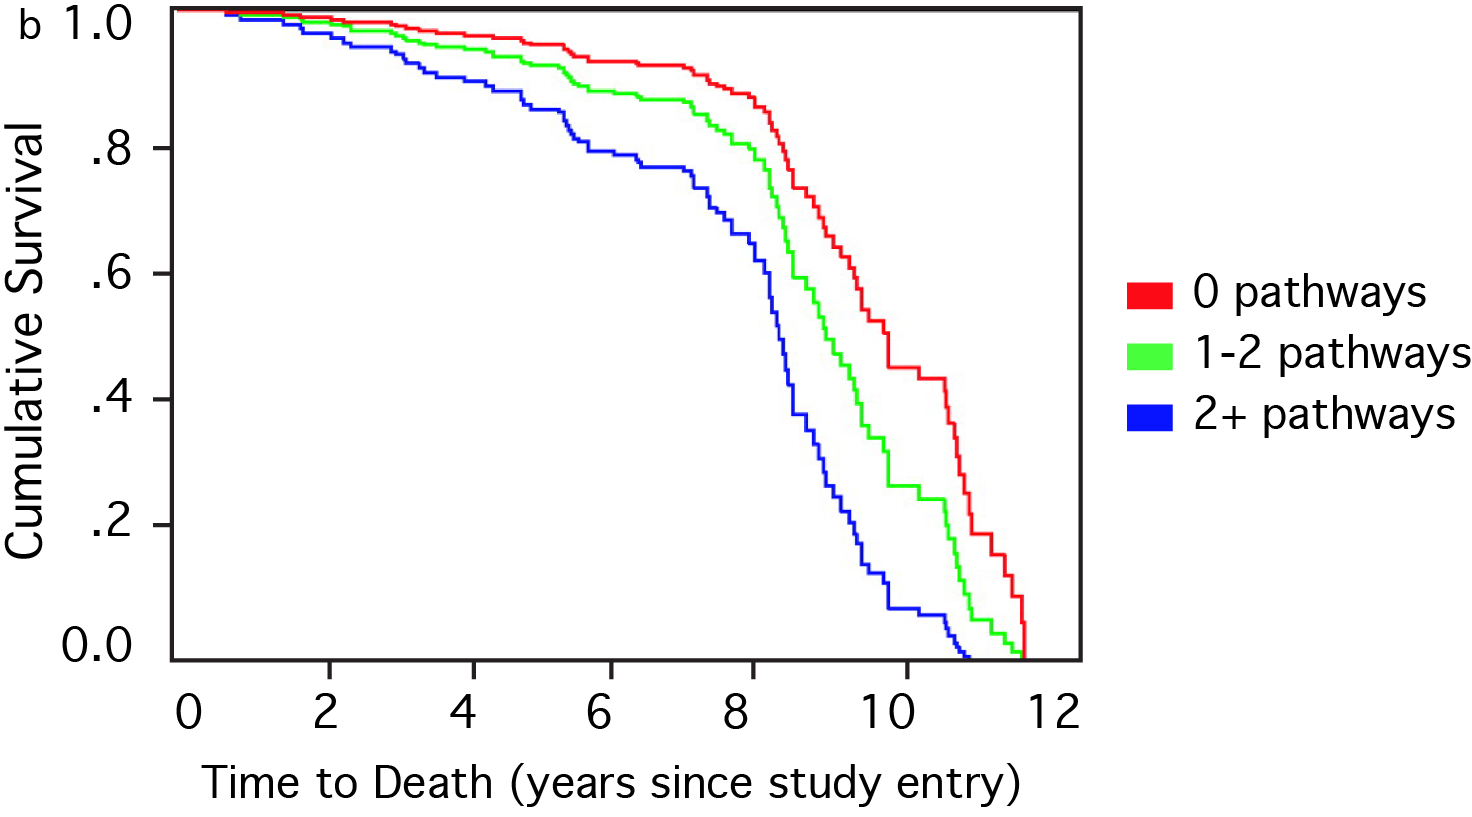 b
1.0
.8
.6
.4
.2
0.0
Cumulative Survival
0 2 4 6 8 10 12
Time to Death (years since study entry)
0 pathways
1-2 pathways
2+ pathways